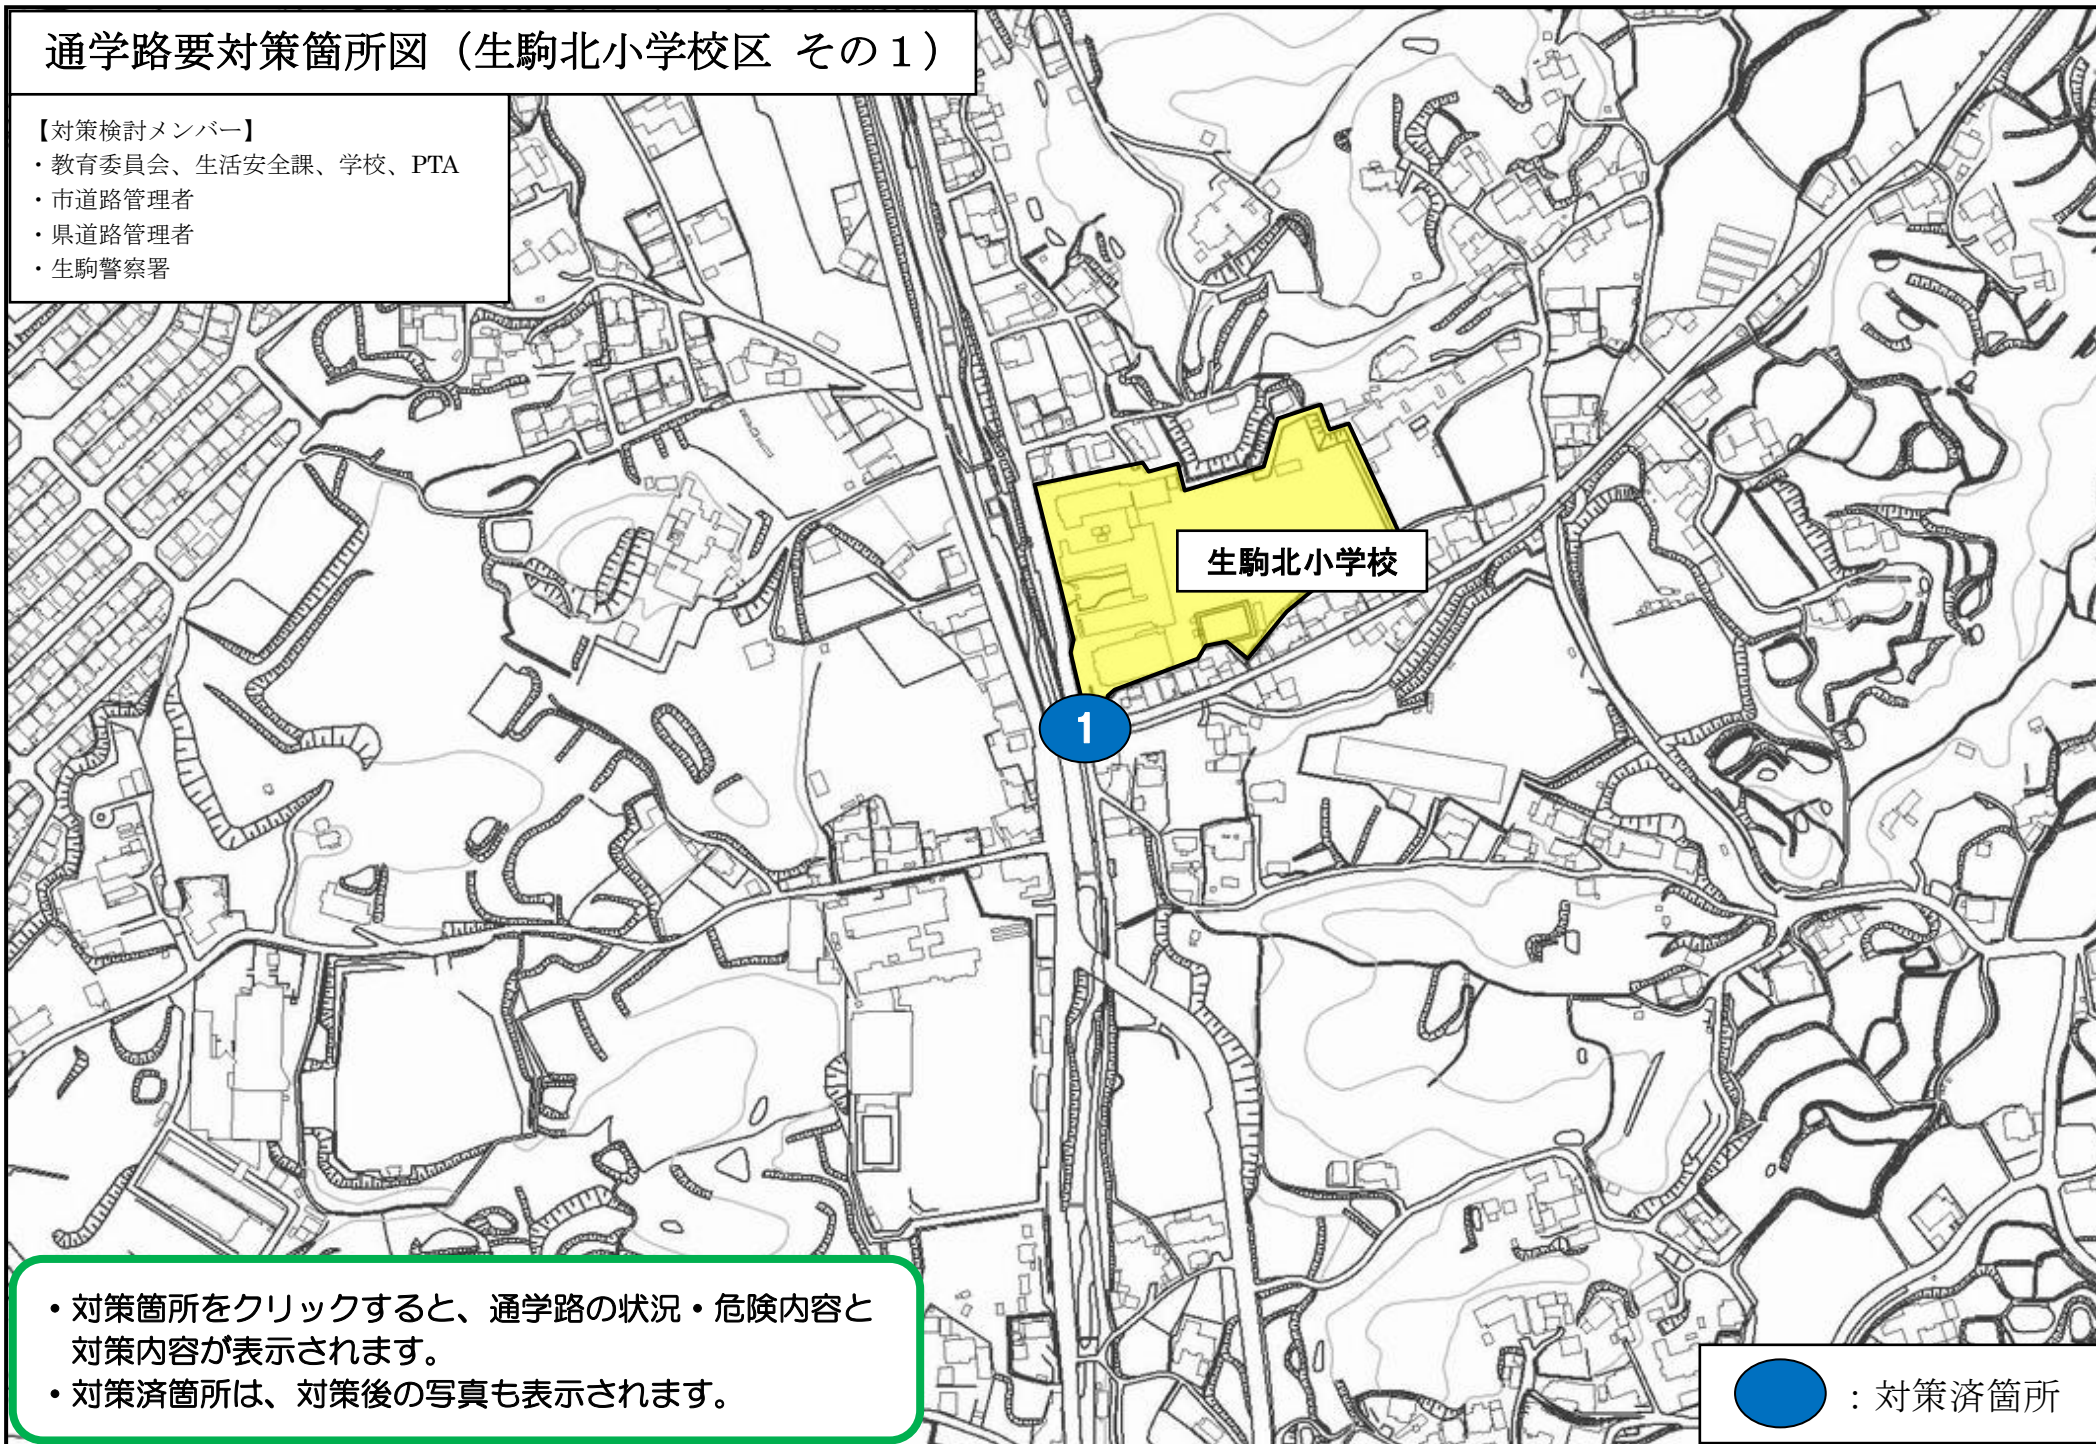 通学路要対策箇所図（生駒北小学校区 その１）
【対策検討メンバー】
・教育委員会、生活安全課、学校、PTA
・市道路管理者
・県道路管理者
・生駒警察署
生駒北小学校
1
・対策箇所をクリックすると、通学路の状況・危険内容と
対策内容が表示されます。
・対策済箇所は、対策後の写真も表示されます。
：対策済箇所